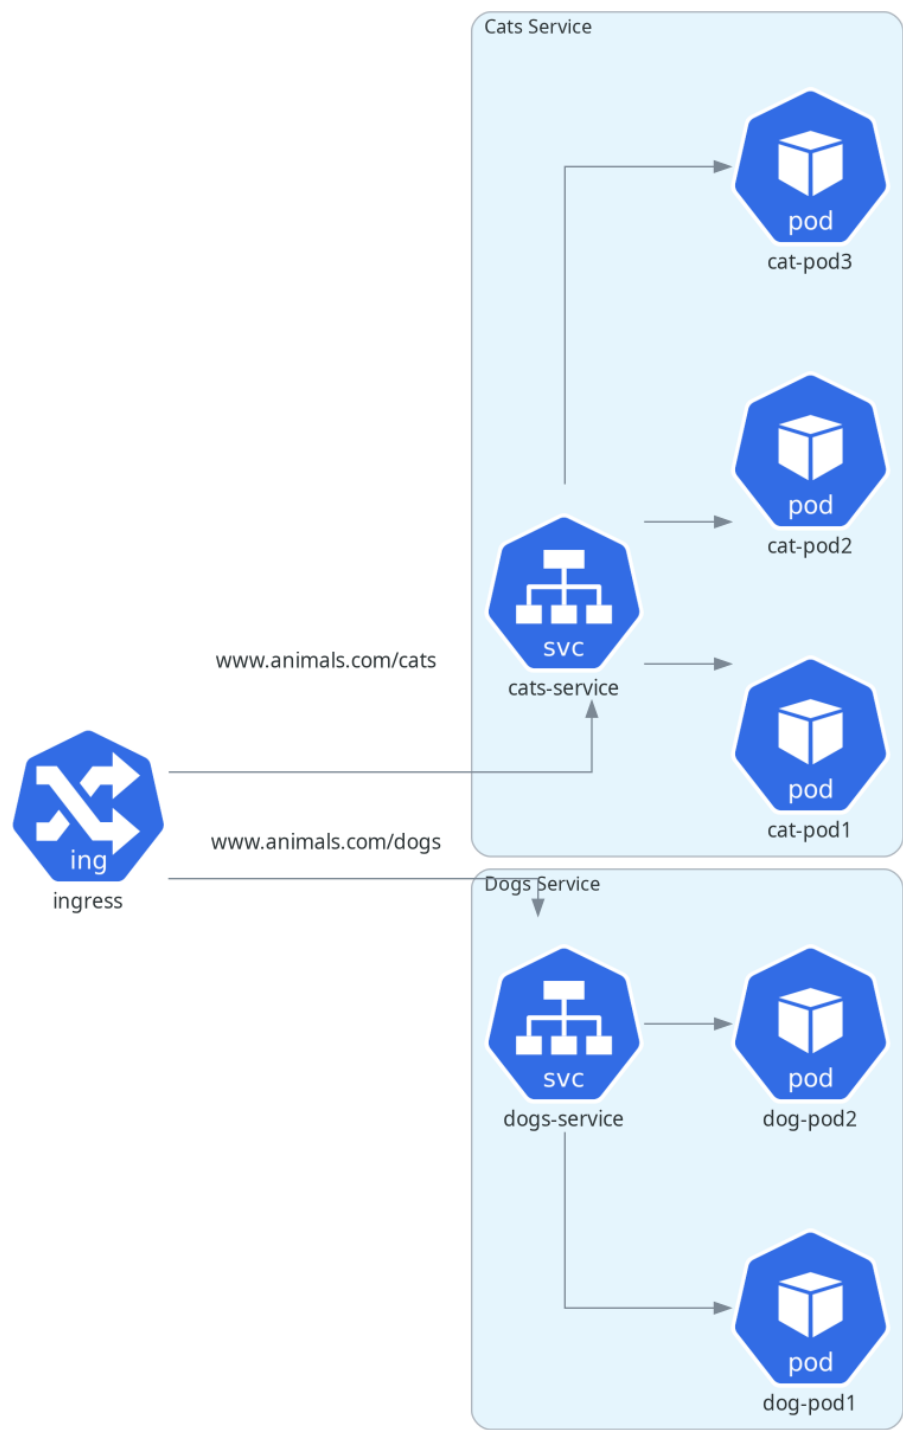 Cats Service
pod
cat-pod3
pod
cat-pod2
svc
cats-service
pod
cat-pod1
www.animals.com/cats
ing
ingress
www.animals.com/dogs
Dogs Service
svc
dogs-service
pod
dog-pod2
pod
dog-pod1